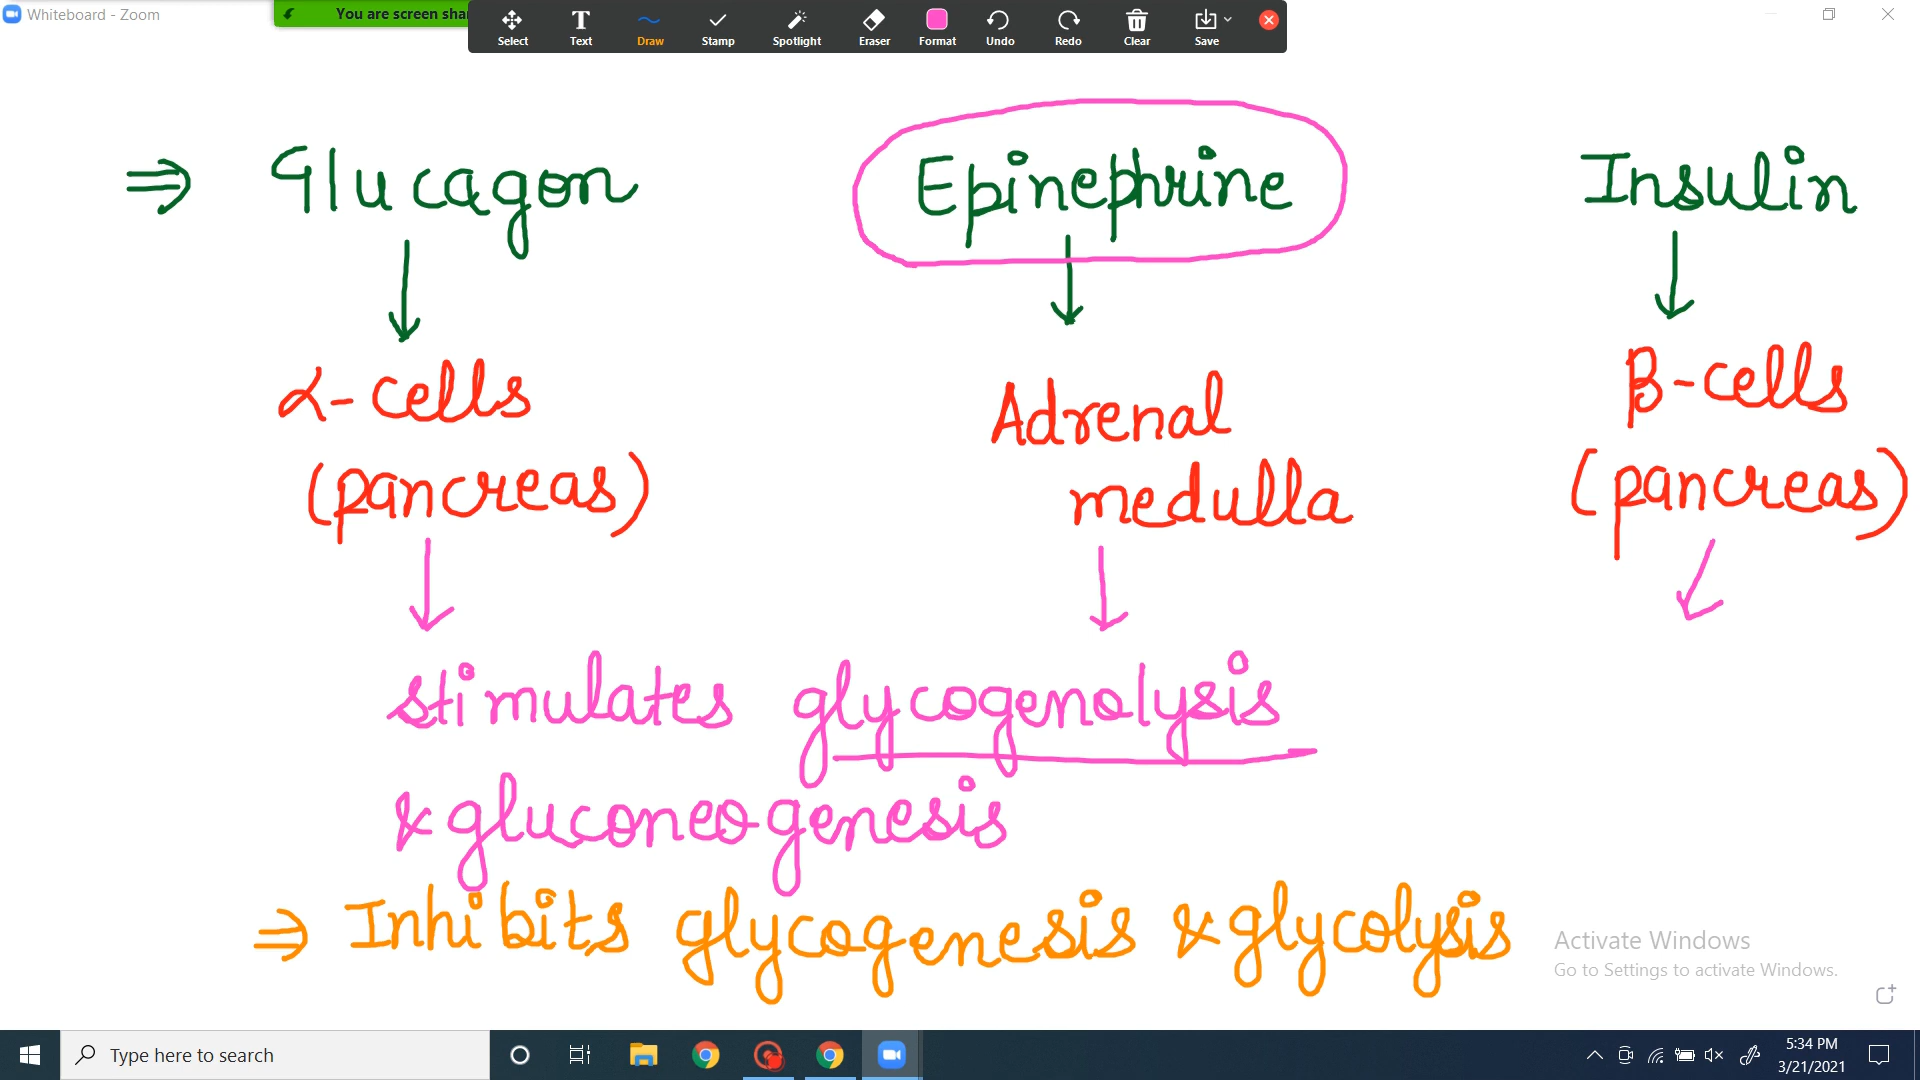 Whiteboard - Zoom
You are screen sha
Select Text Draw Stamp Spotlight Eraser Format Undo Redo Clear Save
⇒ Glucagon Epinephrine Insulin
α-cells Adrenal β-cells
(pancreas) medulla (pancreas)
stimulates glycogenolysis
& gluconeogenesis
⇒ Inhibits glycogenesis & glycolysis
Activate Windows
Go to Settings to activate Windows.
Type here to search
5:34 PM
3/21/2021